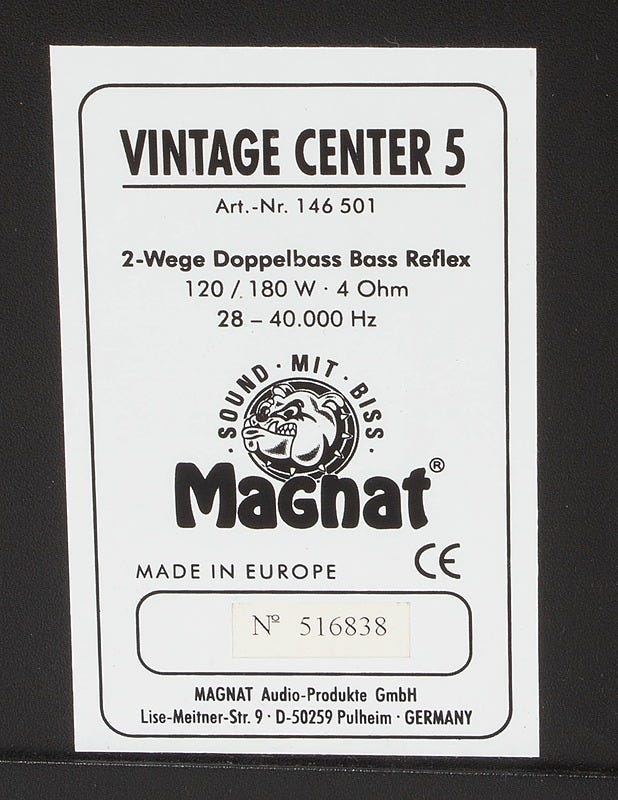 VINTAGE CENTER 5
Art.-Nr. 146 501
2-Wege Doppelbass Bass Reflex
120 / 180 W · 4 Ohm
28 – 40.000 Hz
· SOUND · MIT · BISS ·
Magnat®
MADE IN EUROPE CE
Nº 516838
MAGNAT Audio-Produkte GmbH
Lise-Meitner-Str. 9 · D-50259 Pulheim · GERMANY